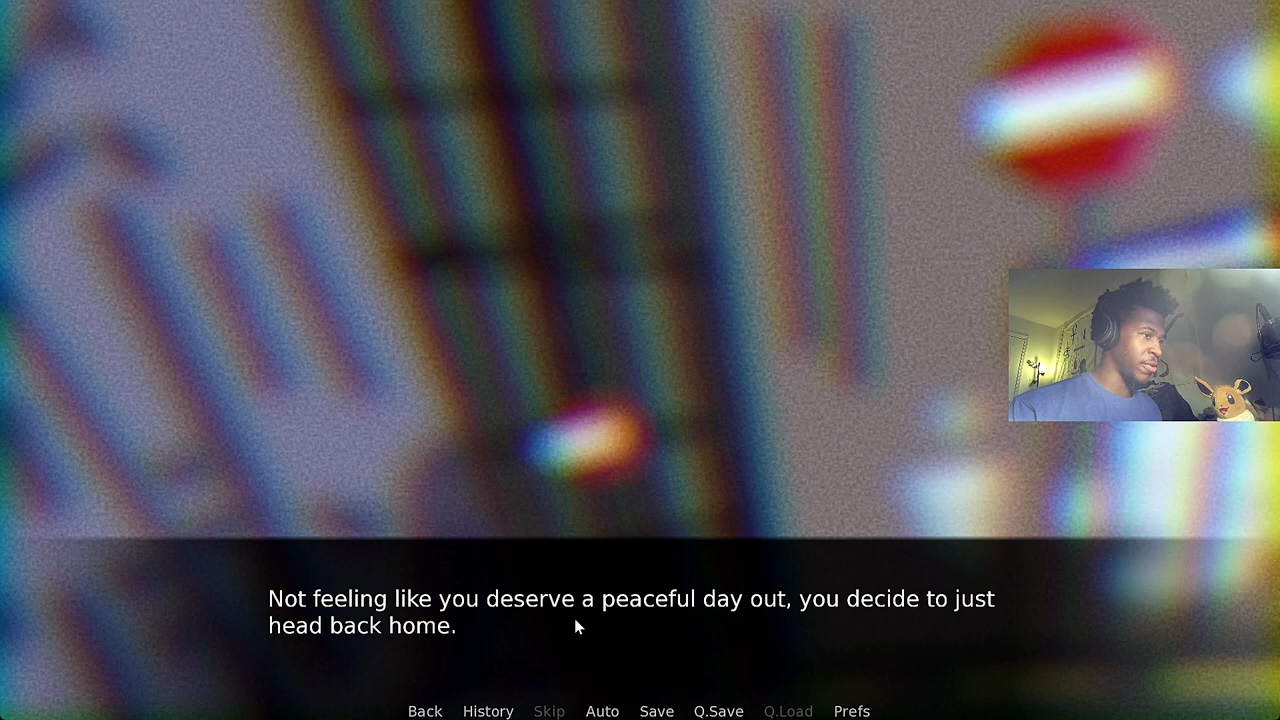 Not feeling like you deserve a peaceful day out, you decide to just
head back home.
Back History Skip Auto Save Q.Save Q.Load Prefs